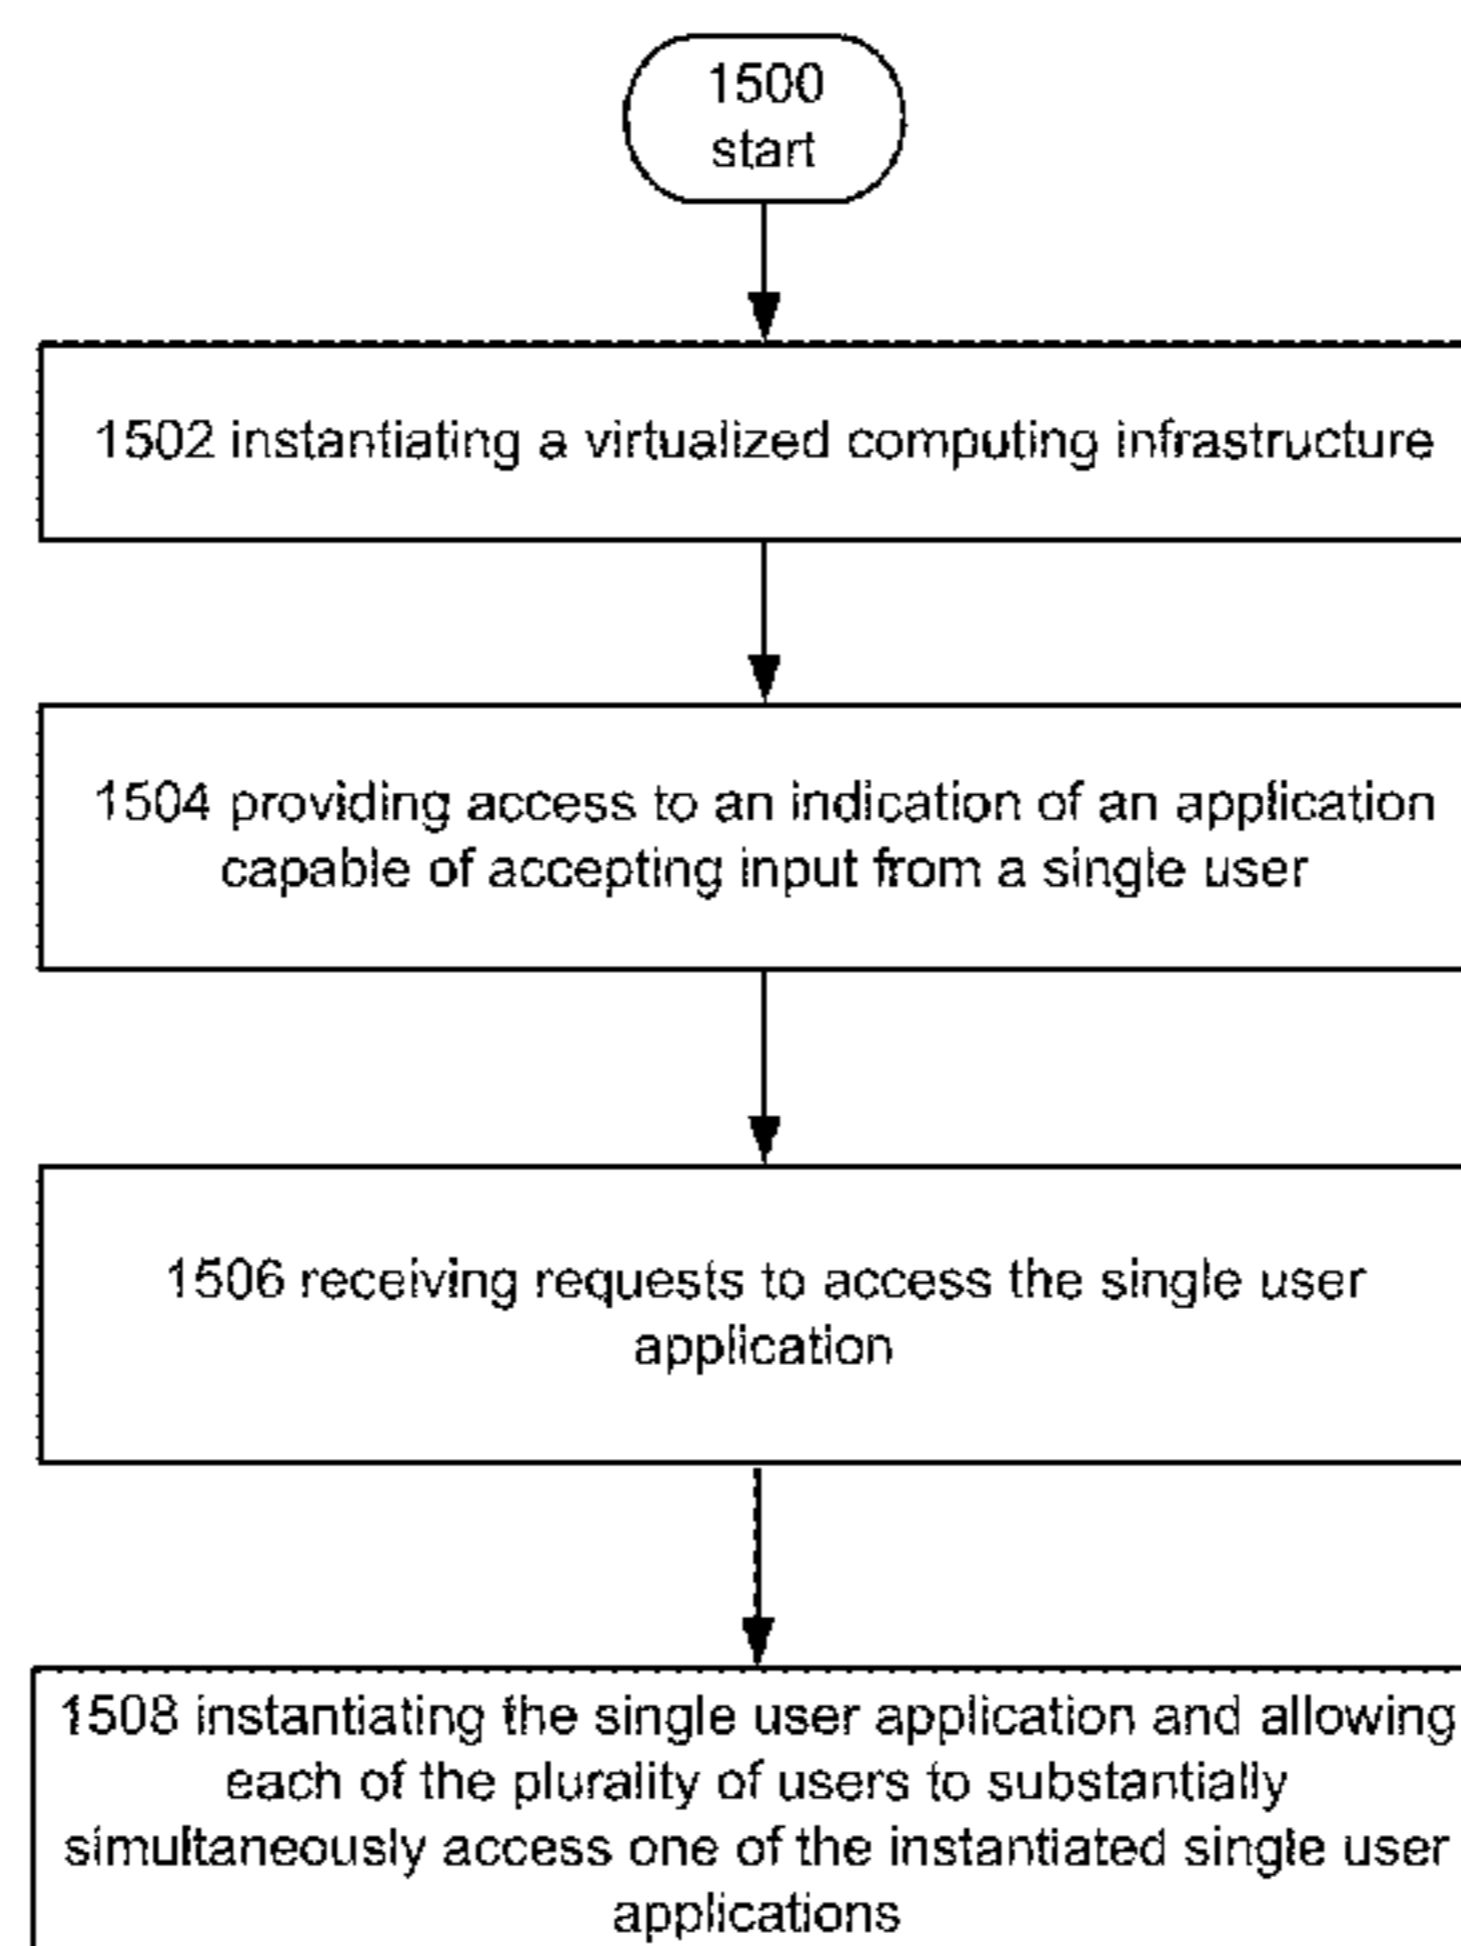 1500
start
1502 instantiating a virtualized computing infrastructure
1504 providing access to an indication of an application
capable of accepting input from a single user
1506 receiving requests to access the single user
application
1508 instantiating the single user application and allowing
each of the plurality of users to substantially
simultaneously access one of the instantiated single user
applications